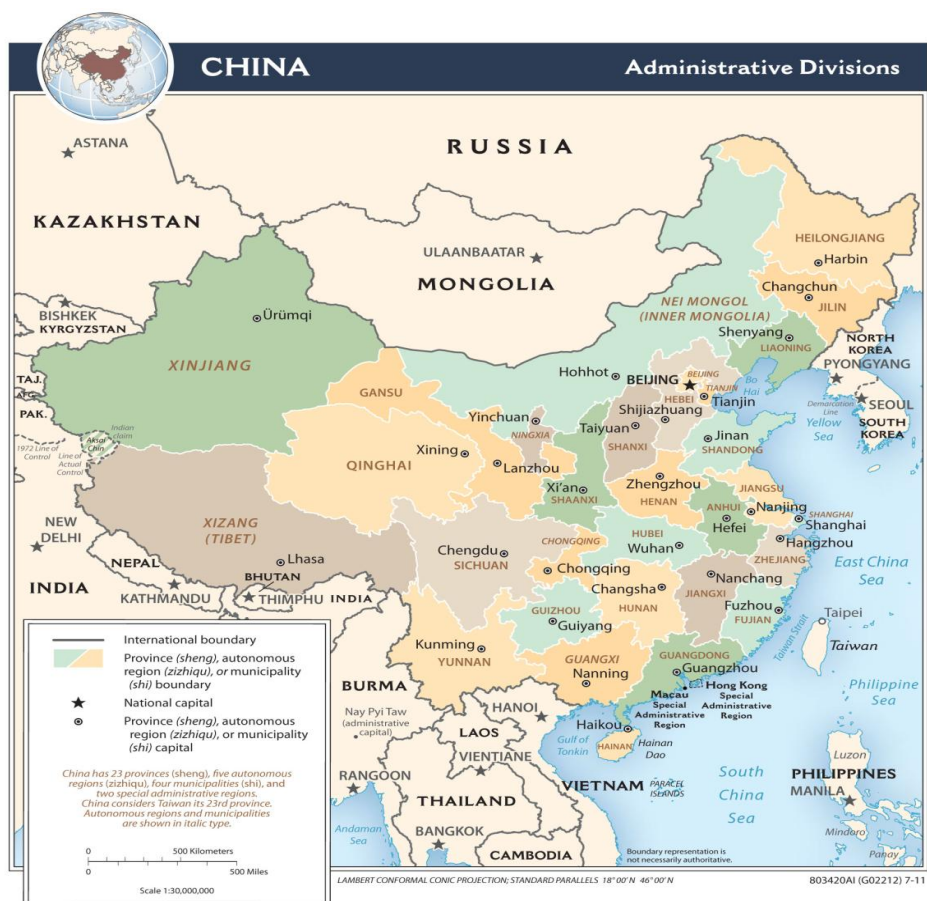 CHINA
Administrative Divisions
RUSSIA
ASTANA
KAZAKHSTAN
ULAANBAATAR
MONGOLIA
HEILONGJIANG
Harbin
Changchun
JILIN
BISHKEK
KYRGYZSTAN
Ürümqi
NEI MONGOL
(INNER MONGOLIA)
Shenyang
LIAONING
NORTH
KOREA
PYONGYANG
XINJIANG
TAJ.
AFG.
PAK.
GANSU
Hohhot
BEIJING
BEIJING
TIANJIN
Tianjin
HEBEI
Bo
Hai
Demarcation
Line
SEOUL
SOUTH
KOREA
Yellow
Sea
Yinchuan
NINGXIA
Shijiazhuang
Taiyuan
SHANXI
Jinan
SHANDONG
Indian
claim
Aksai
Chin
1972 Line of
Control
Line of
Actual
Control
QINGHAI
Xining
Lanzhou
Xi'an
SHAANXI
Zhengzhou
HENAN
JIANGSU
Nanjing
ANHUI
Hefei
SHANGHAI
Shanghai
Hangzhou
ZHEJIANG
XIZANG
(TIBET)
Lhasa
NEW
DELHI
NEPAL
KATHMANDU
BHUTAN
THIMPHU
INDIA
INDIA
Chengdu
SICHUAN
CHONGQING
Chongqing
HUBEI
Wuhan
Changsha
HUNAN
Nanchang
JIANGXI
East China
Sea
Fuzhou
FUJIAN
Taiwan Strait
Taipei
Taiwan
GUIZHOU
Guiyang
Kunming
YUNNAN
GUANGXI
Nanning
GUANGDONG
Guangzhou
Macau
Special
Administrative
Region
Hong Kong
Special
Administrative
Region
Philippine
Sea
BURMA
Nay Pyi Taw
(administrative
capital)
RANGOON
HANOI
LAOS
VIENTIANE
Haikou
Gulf of
Tonkin
HAINAN
Hainan
Dao
VIETNAM
PARACEL
ISLANDS
South
China
Sea
Luzon
PHILIPPINES
MANILA
Mindoro
Panay
THAILAND
Andaman
Sea
BANGKOK
CAMBODIA
Boundary representation is
not necessarily authoritative.
International boundary
Province (sheng), autonomous
region (zizhiqu), or municipality
(shi) boundary
National capital
Province (sheng), autonomous
region (zizhiqu), or municipality
(shi) capital
China has 23 provinces (sheng), five autonomous
regions (zizhiqu), four municipalities (shi), and
two special administrative regions.
China considers Taiwan its 23rd province.
Autonomous regions and municipalities
are shown in italic type.
0 500 Kilometers
0 500 Miles
Scale 1:30,000,000
LAMBERT CONFORMAL CONIC PROJECTION; STANDARD PARALLELS 18°00'N 46°00'N
803420AI (G02212) 7-11